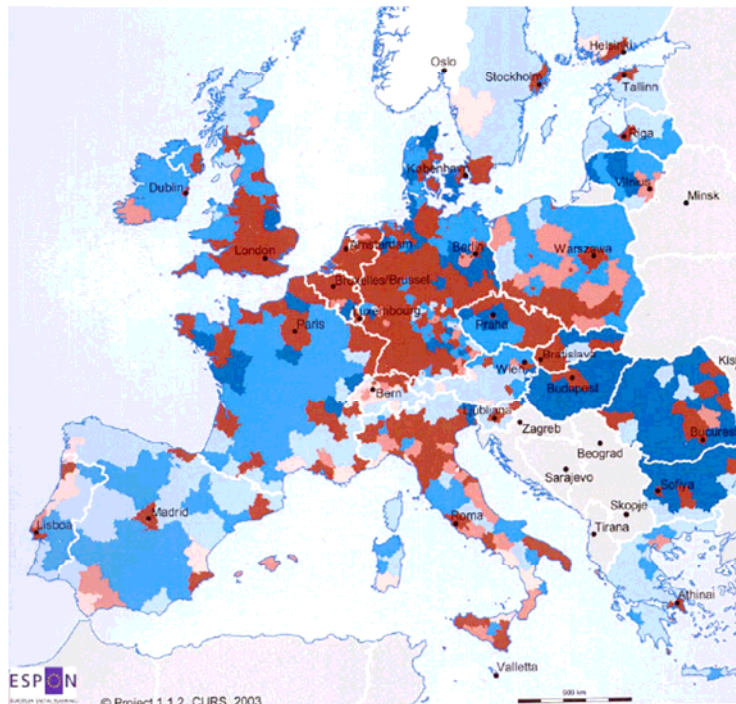 Helsinki
Oslo
Stockholm
Tallinn
Riga
København
Dublin
Vilnius
Minsk
Amsterdam
Berlin
Warszawa
London
Bruxelles/Brussel
Luxembourg
Praha
Paris
Wien
Bratislava
Budapest
Bern
Ljubljana
Zagreb
Kis
Bucuresti
Beograd
Sarajevo
Sofiya
Skopje
Madrid
Roma
Tirana
Lisboa
Athinai
Valletta
ESPON
© Project 1.1.2, CURS, 2003
500 km